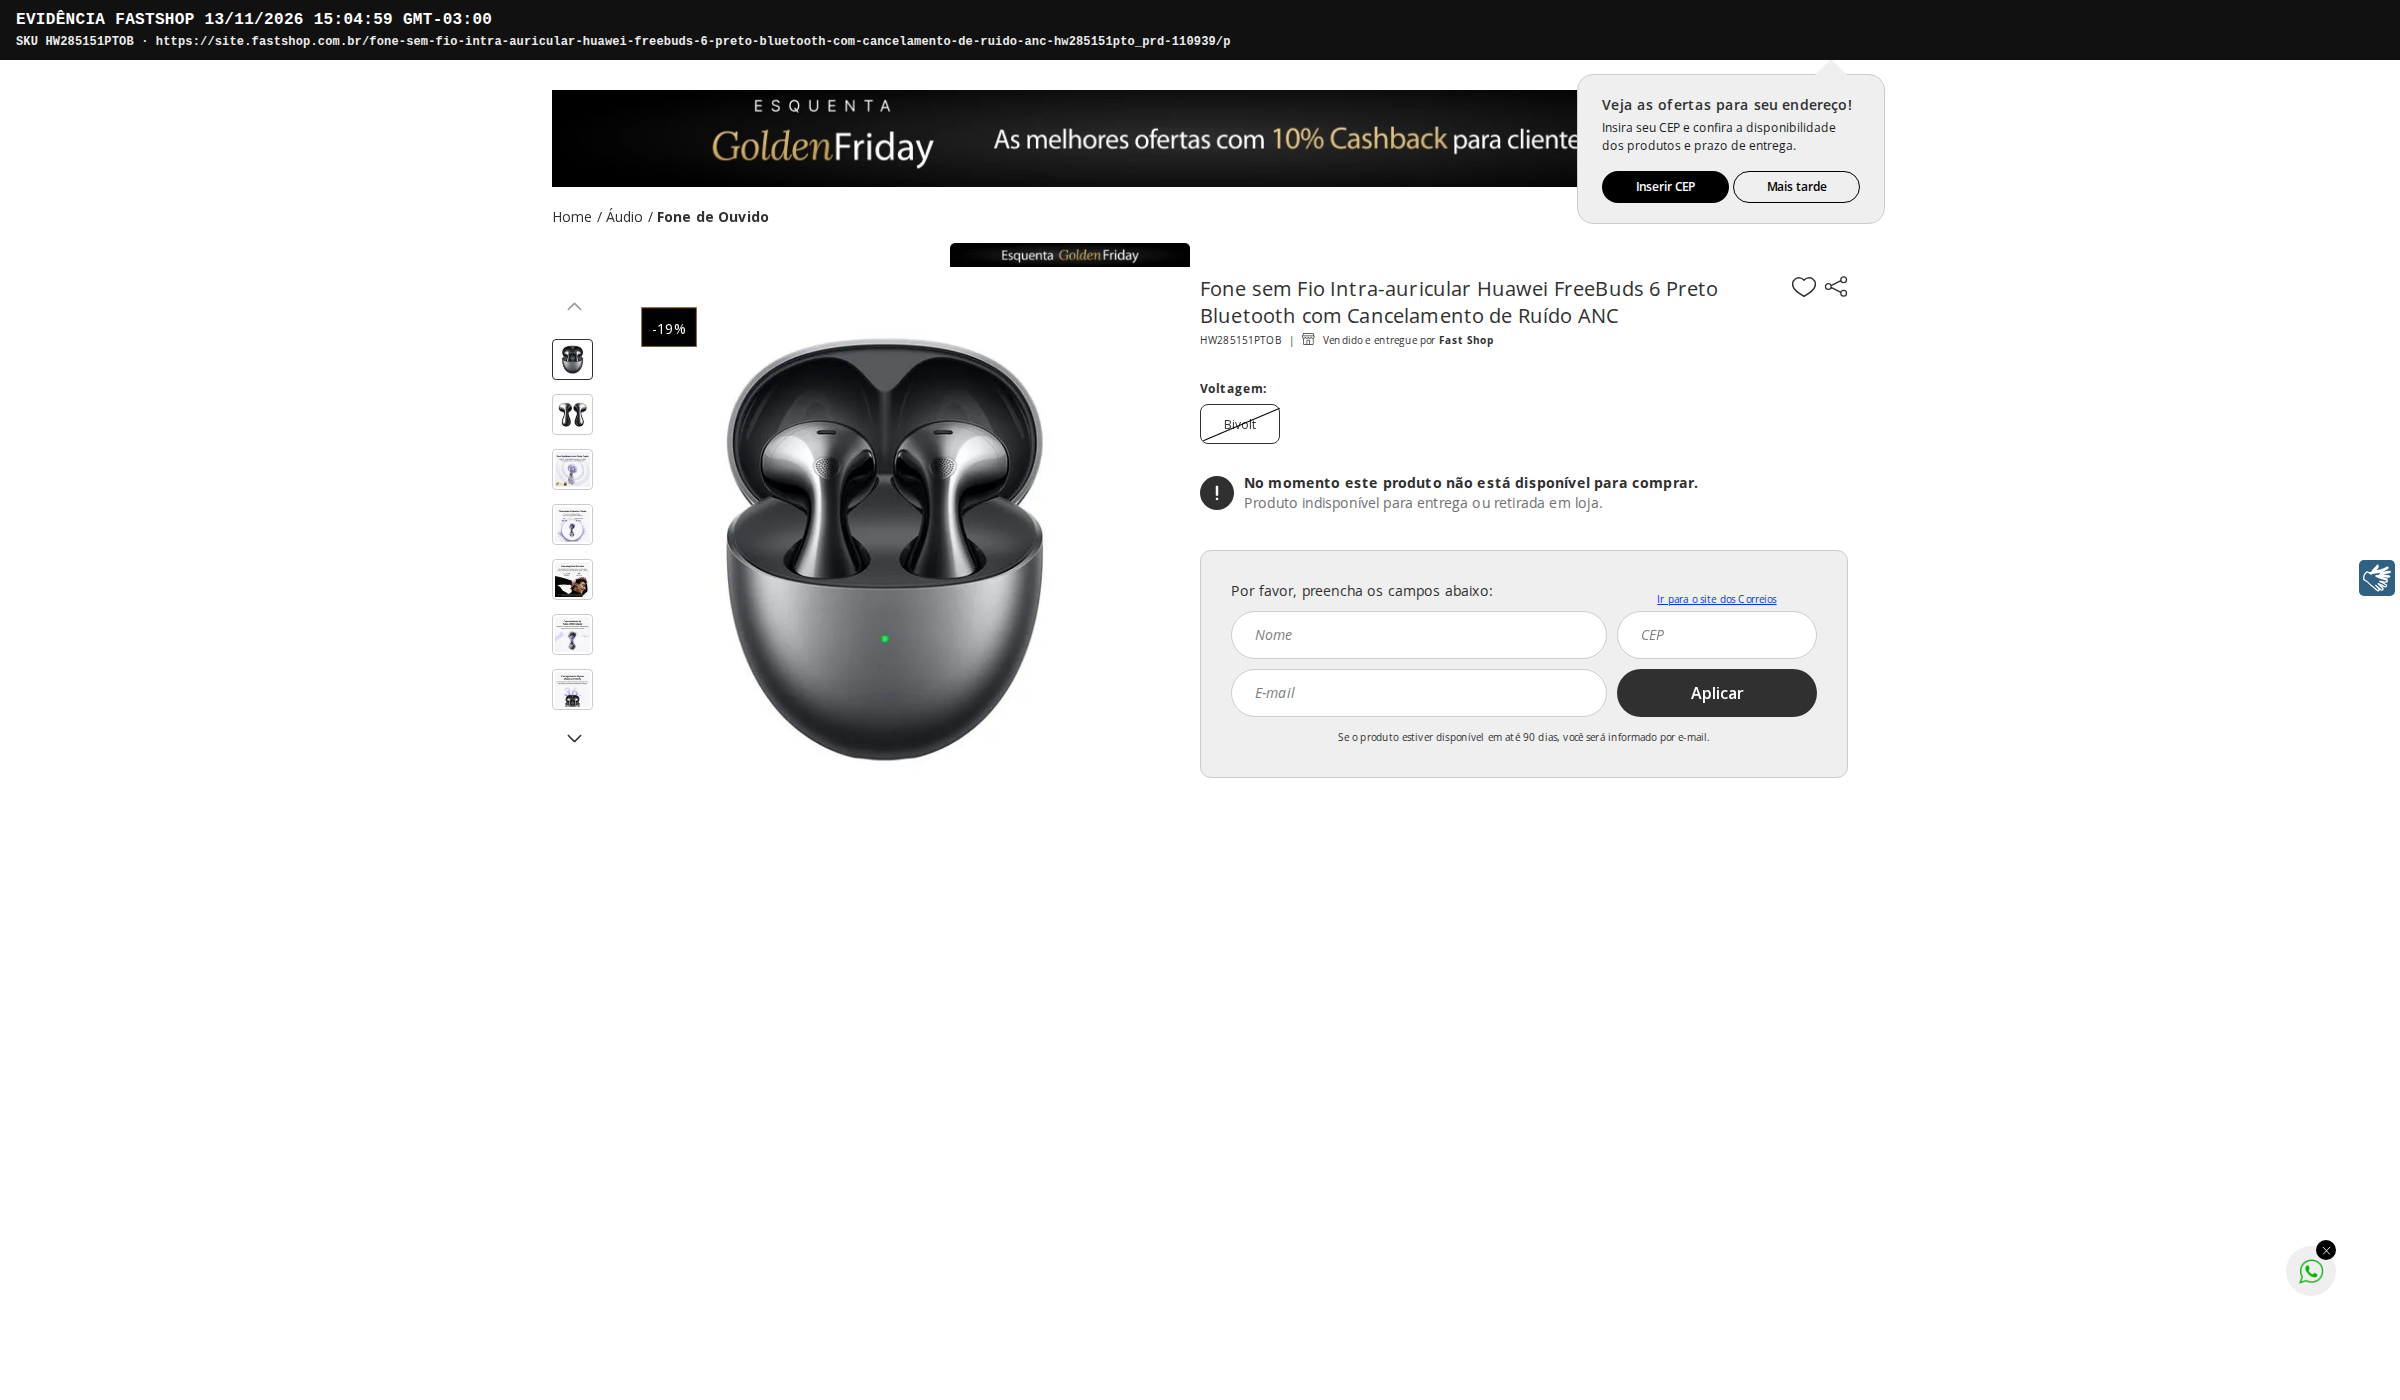 EVIDÊNCIA FASTSHOP 13/11/2026 15:04:59 GMT-03:00
SKU HW285151PTOB · https://site.fastshop.com.br/fone-sem-fio-intra-auricular-huawei-freebuds-6-preto-bluetooth-com-cancelamento-de-ruido-anc-hw285151pto_prd-110939/p
ESQUENTA
GoldenFriday
As melhores ofertas com 10% Cashback para cliente
Veja as ofertas para seu endereço!
Insira seu CEP e confira a disponibilidade
dos produtos e prazo de entrega.
Inserir CEP
Mais tarde
Home / Áudio / Fone de Ouvido
Esquenta GoldenFriday
-19%
Fone sem Fio Intra-auricular Huawei FreeBuds 6 Preto
Bluetooth com Cancelamento de Ruído ANC
HW285151PTOB | Vendido e entregue por Fast Shop
Voltagem:
Bivolt
No momento este produto não está disponível para comprar.
Produto indisponível para entrega ou retirada em loja.
Por favor, preencha os campos abaixo:
Ir para o site dos Correios
Nome
CEP
E-mail
Aplicar
Se o produto estiver disponível em até 90 dias, você será informado por e-mail.